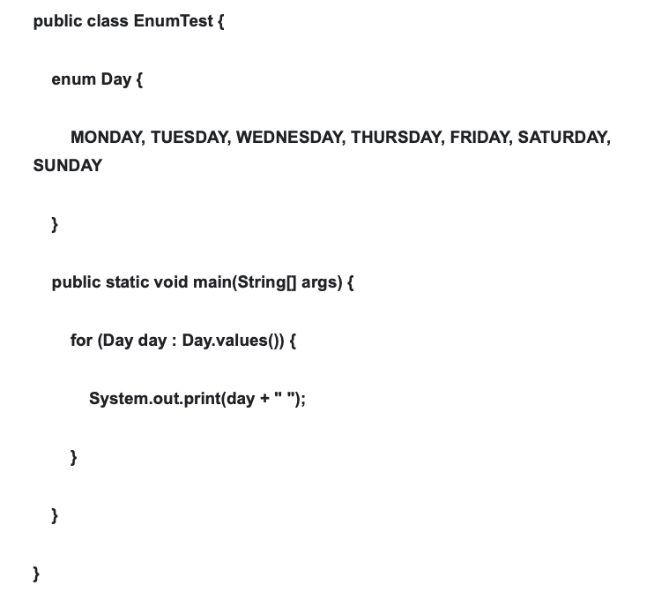 public class EnumTest {
enum Day {
MONDAY, TUESDAY, WEDNESDAY, THURSDAY, FRIDAY, SATURDAY,
SUNDAY
}
public static void main(String[] args) {
for (Day day : Day.values()) {
System.out.print(day + " ");
}
}
}